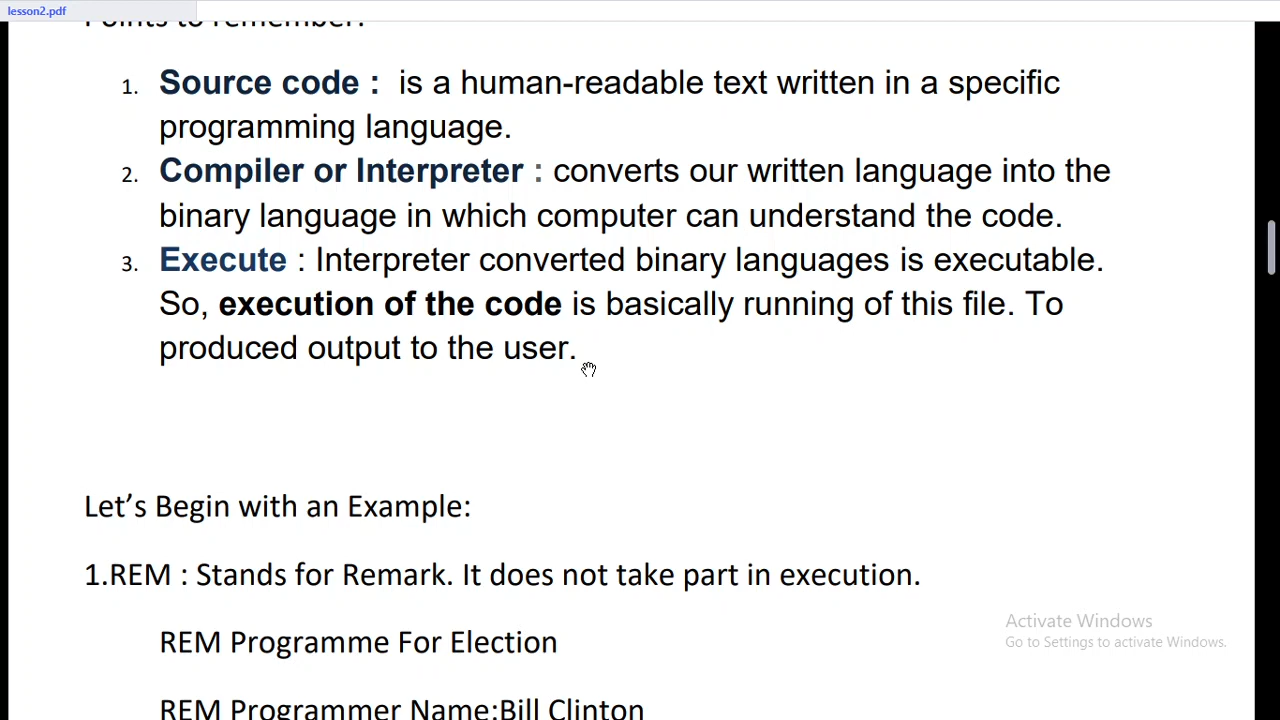 lesson2.pdf
Points to remember:
1. Source code : is a human-readable text written in a specific
programming language.
2. Compiler or Interpreter : converts our written language into the
binary language in which computer can understand the code.
3. Execute : Interpreter converted binary languages is executable.
So, execution of the code is basically running of this file. To
produced output to the user.
Let’s Begin with an Example:
1.REM : Stands for Remark. It does not take part in execution.
Activate Windows
Go to Settings to activate Windows.
REM Programme For Election
REM Programmer Name:Bill Clinton